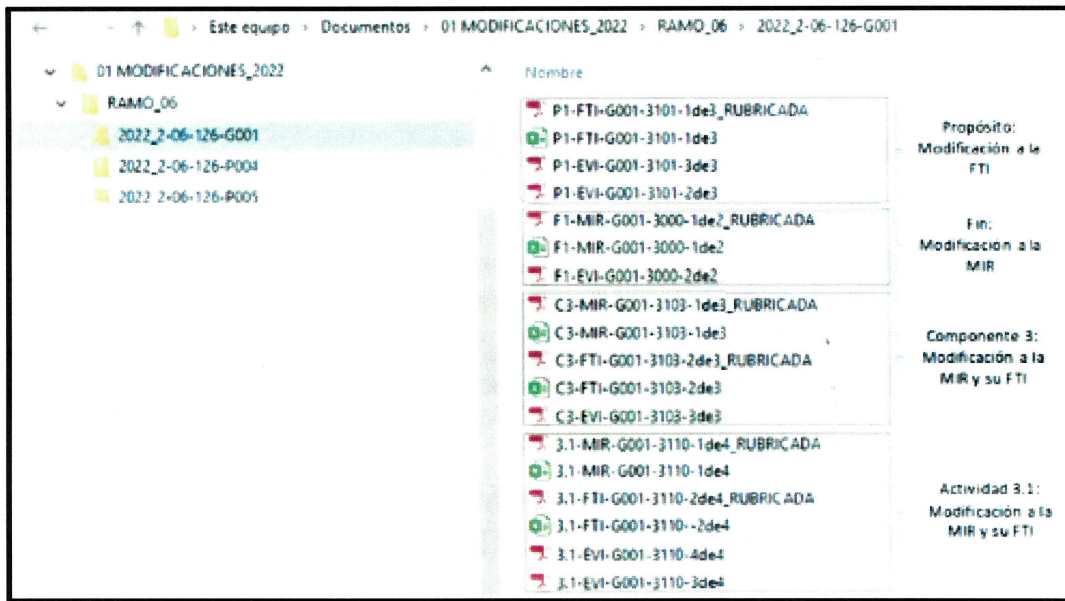 Este equipo > Documentos > 01 MODIFICACIONES_2022 > RAMO_06 > 2022_2-06-126-G001
01 MODIFICACIONES_2022
RAMO_06
2022_2-06-126-G001
2022_2-06-126-P004
2022_2-06-126-P005
Nombre
P1-FTI-G001-3101-1de3_RUBRICADA
P1-FTI-G001-3101-1de3
P1-EVI-G001-3101-3de3
P1-EVI-G001-3101-2de3
Propósito:
Modificación a la
FTI
F1-MIR-G001-3000-1de2_RUBRICADA
F1-MIR-G001-3000-1de2
F1-EVI-G001-3000-2de2
Fin:
Modificación a la
MIR
C3-MIR-G001-3103-1de3_RUBRICADA
C3-MIR-G001-3103-1de3
C3-FTI-G001-3103-2de3_RUBRICADA
C3-FTI-G001-3103-2de3
C3-EVI-G001-3103-3de3
Componente 3:
Modificación a la
MIR y su FTI
3.1-MIR-G001-3110-1de4_RUBRICADA
3.1-MIR-G001-3110-1de4
3.1-FTI-G001-3110-2de4_RUBRICADA
3.1-FTI-G001-3110--2de4
3.1-EVI-G001-3110-4de4
3.1-EVI-G001-3110-3de4
Actividad 3.1:
Modificación a la
MIR y su FTI